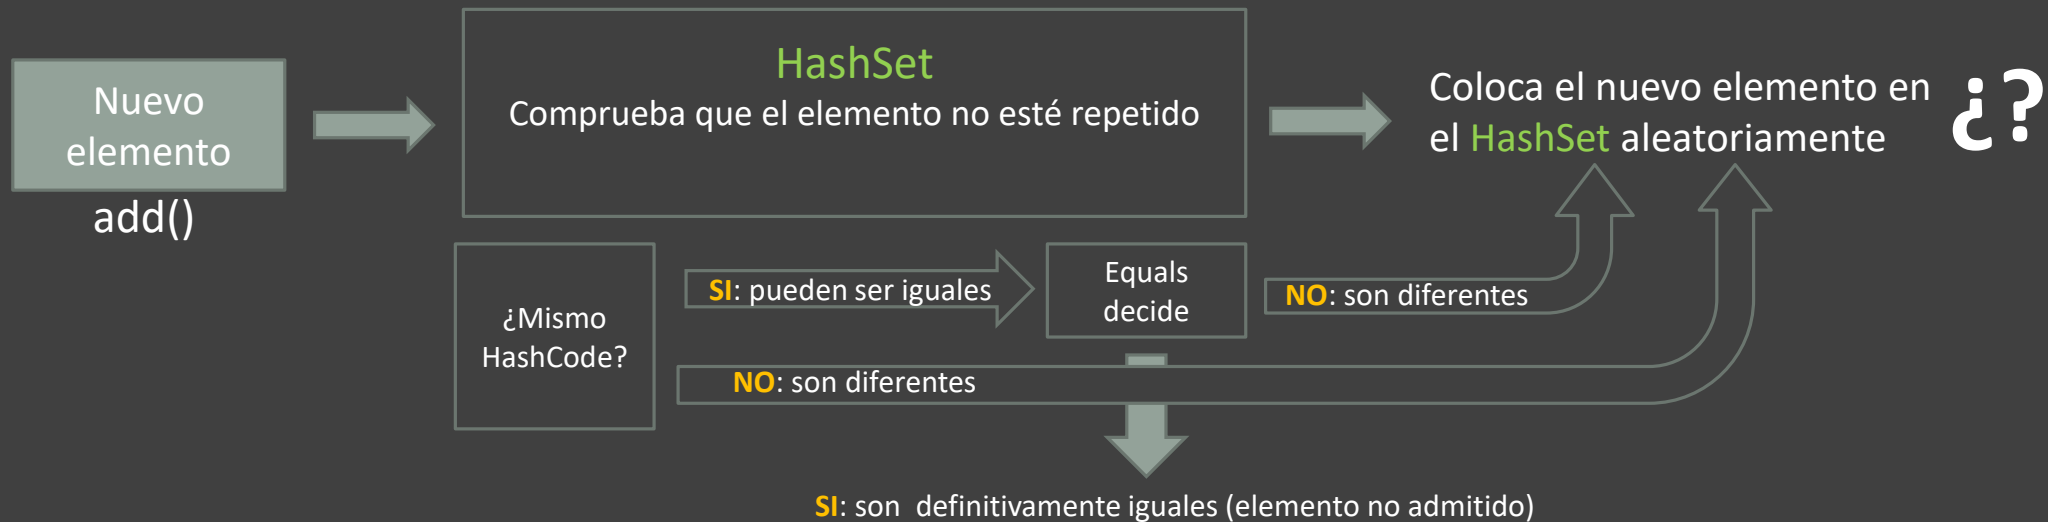 Nuevo
elemento
add()
HashSet
Comprueba que el elemento no esté repetido
Coloca el nuevo elemento en
el HashSet aleatoriamente
¿?
¿Mismo
HashCode?
SI: pueden ser iguales
Equals
decide
NO: son diferentes
NO: son diferentes
SI: son definitivamente iguales (elemento no admitido)